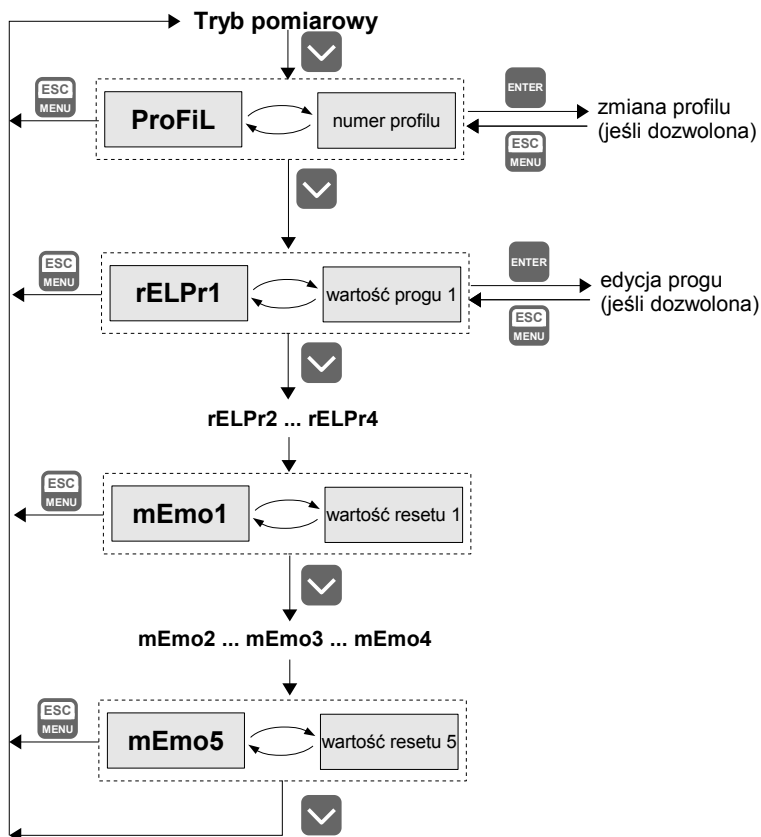 Tryb pomiarowy
ESC
MENU
ProFiL
numer profilu
ENTER
ESC
MENU
zmiana profilu
(jeśli dozwolona)
ESC
MENU
rELPr1
wartość progu 1
ENTER
ESC
MENU
edycja progu
(jeśli dozwolona)
rELPr2 ... rELPr4
ESC
MENU
mEmo1
wartość resetu 1
mEmo2 ... mEmo3 ... mEmo4
ESC
MENU
mEmo5
wartość resetu 5